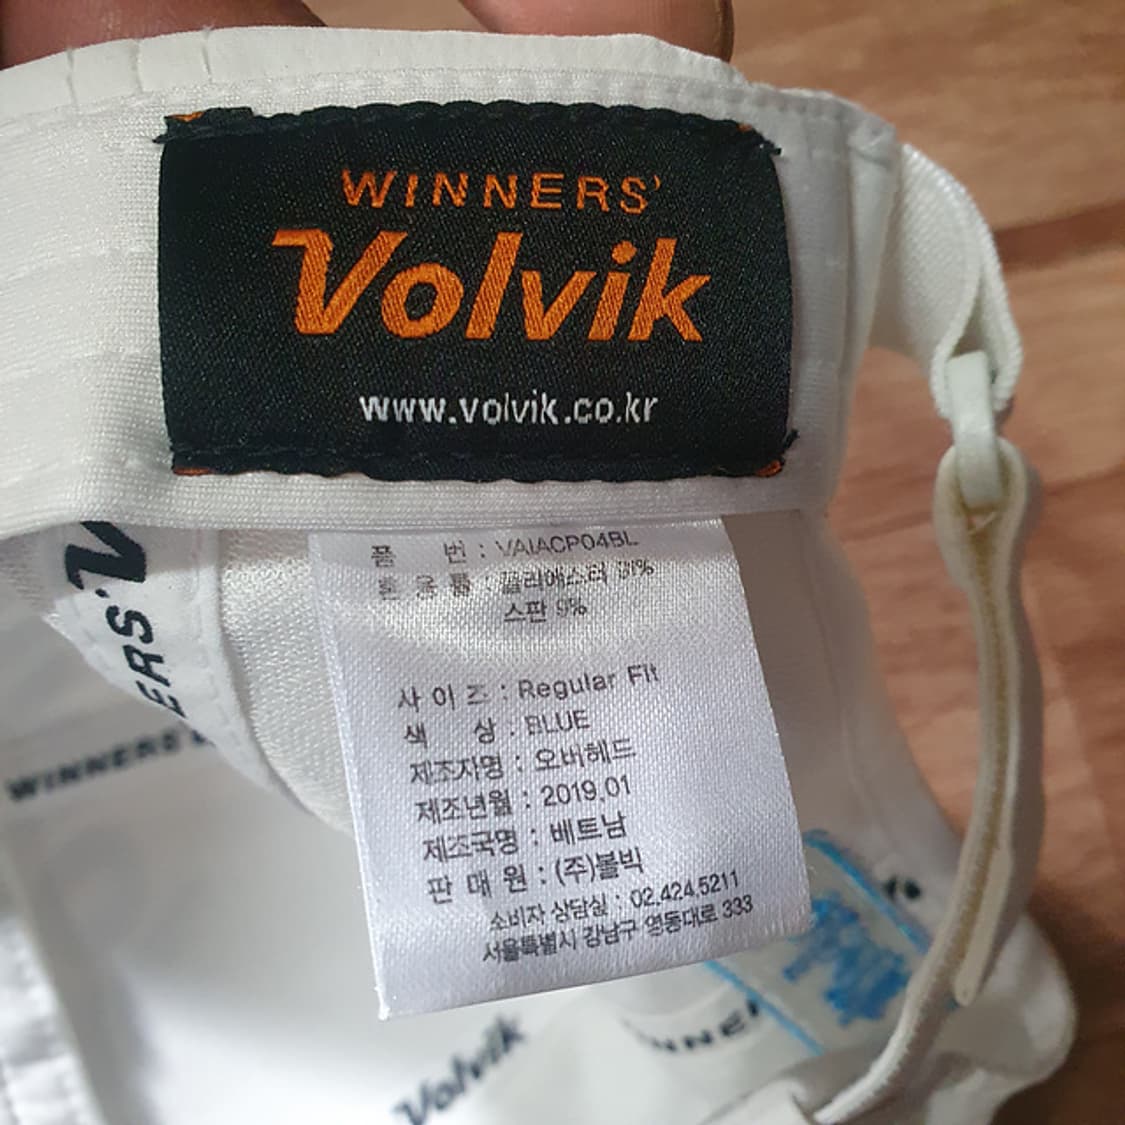 WINNERS'
Volvik
www.volvik.co.kr
품 번 : VAIACP04BL
혼 용 률 : 폴리에스터 91%
스판 9%
사 이 즈 : Regular Fit
색 상 : BLUE
제조자명 : 오버헤드
제조년월 : 2019.01
제조국명 : 베트남
판 매 원 : (주)볼빅
소비자 상담실 : 02.424.5211
서울특별시 강남구 영동대로 333
WINNERS'
Volvik